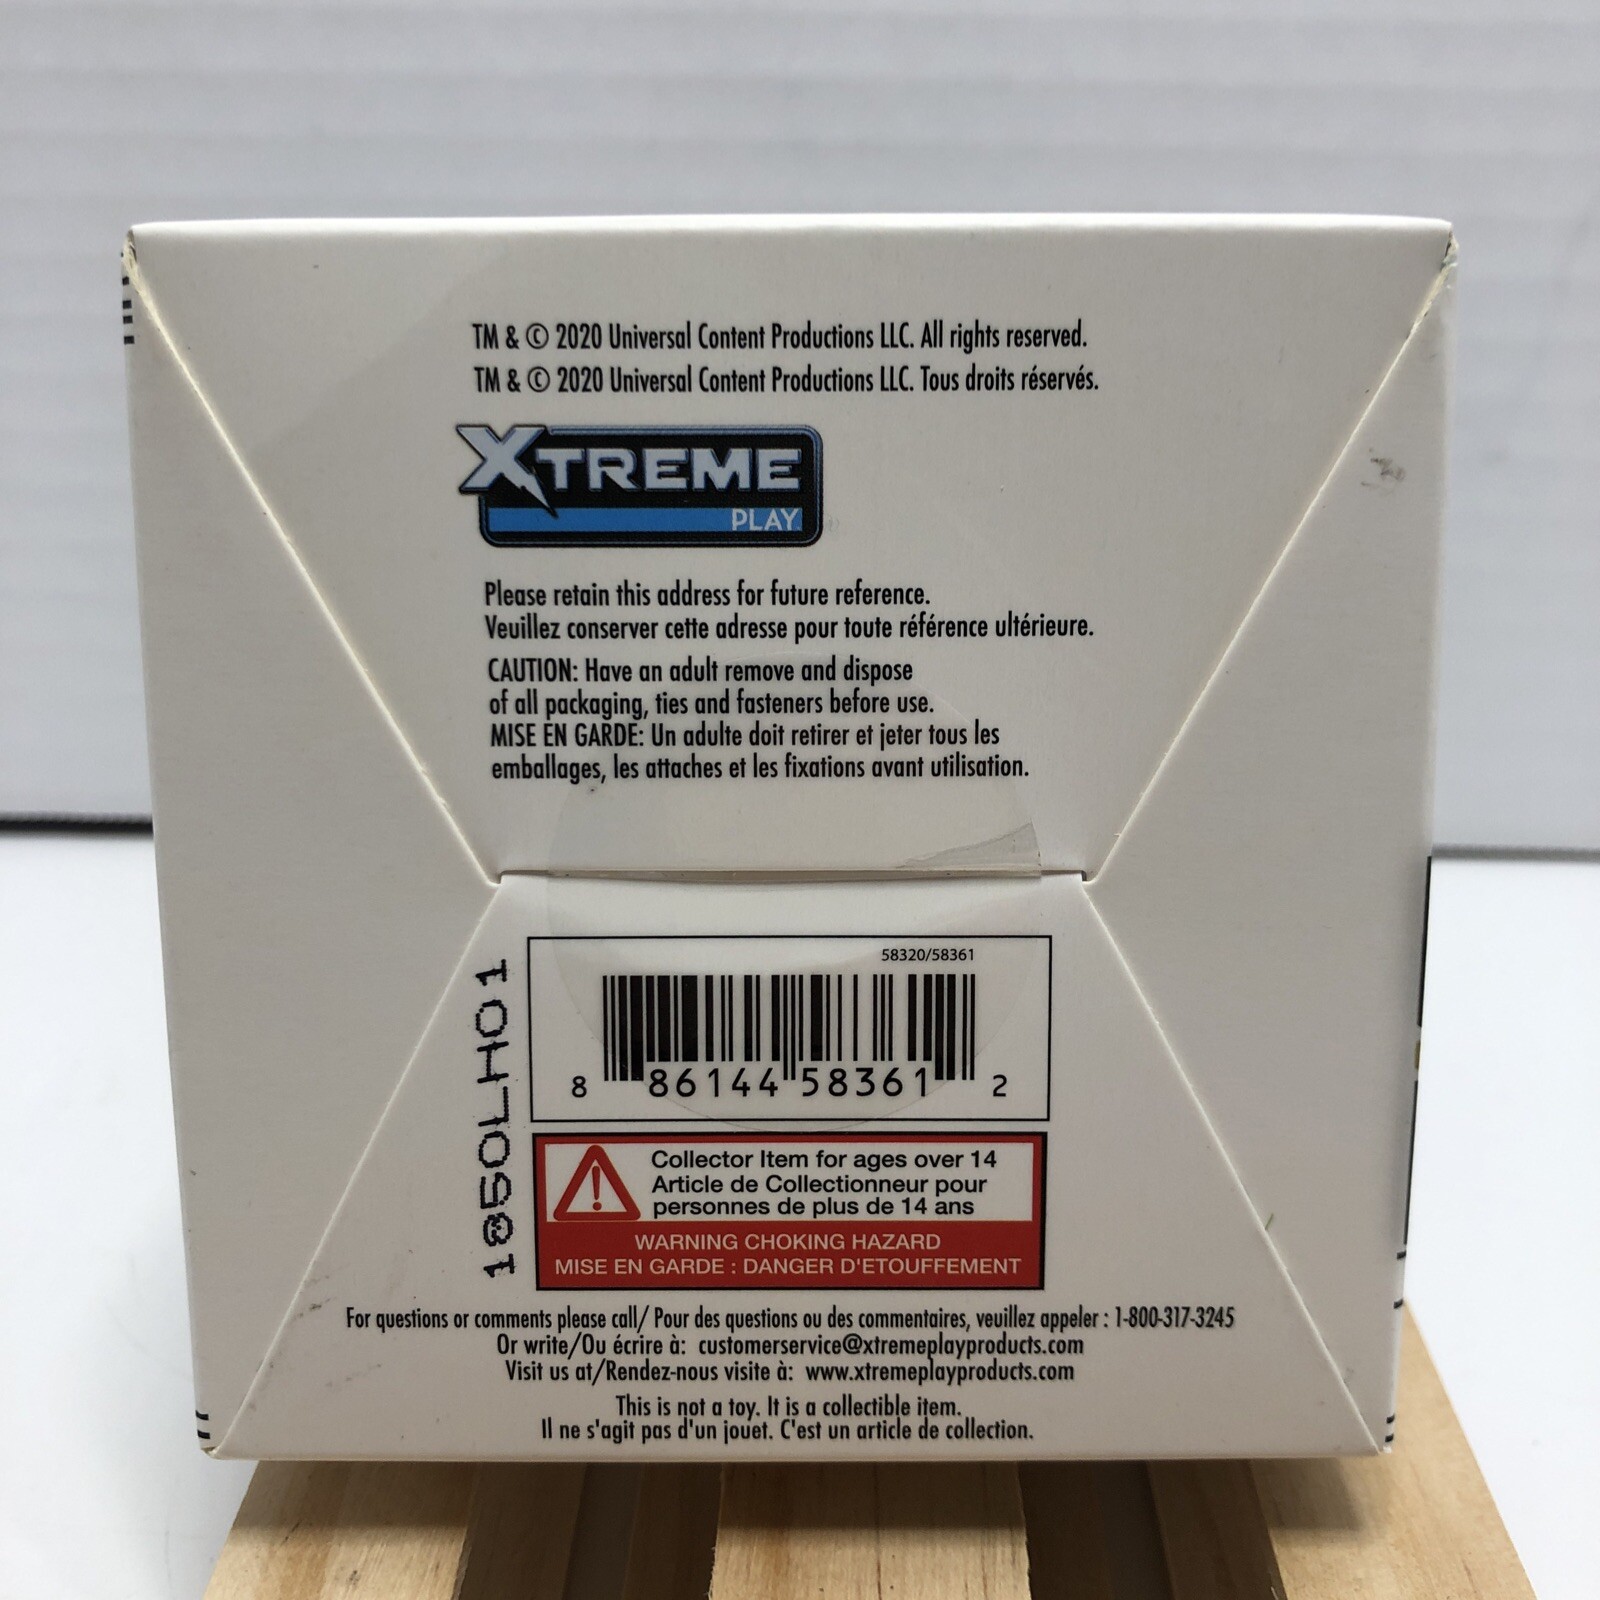 TM & © 2020 Universal Content Productions LLC. All rights reserved.
TM & © 2020 Universal Content Productions LLC. Tous droits réservés.
XTREME
PLAY
Please retain this address for future reference.
Veuillez conserver cette adresse pour toute référence ultérieure.
CAUTION: Have an adult remove and dispose
of all packaging, ties and fasteners before use.
MISE EN GARDE: Un adulte doit retirer et jeter tous les
emballages, les attaches et les fixations avant utilisation.
58320/58361
8 86144 58361 2
1850LH01
Collector Item for ages over 14
Article de Collectionneur pour
personnes de plus de 14 ans
WARNING CHOKING HAZARD
MISE EN GARDE : DANGER D'ETOUFFEMENT
For questions or comments please call/ Pour des questions ou des commentaires, veuillez appeler : 1-800-317-3245
Or write/Ou écrire à: customerservice@xtremeplayproducts.com
Visit us at/Rendez-nous visite à: www.xtremeplayproducts.com
This is not a toy. It is a collectible item.
Il ne s'agit pas d'un jouet. C'est un article de collection.